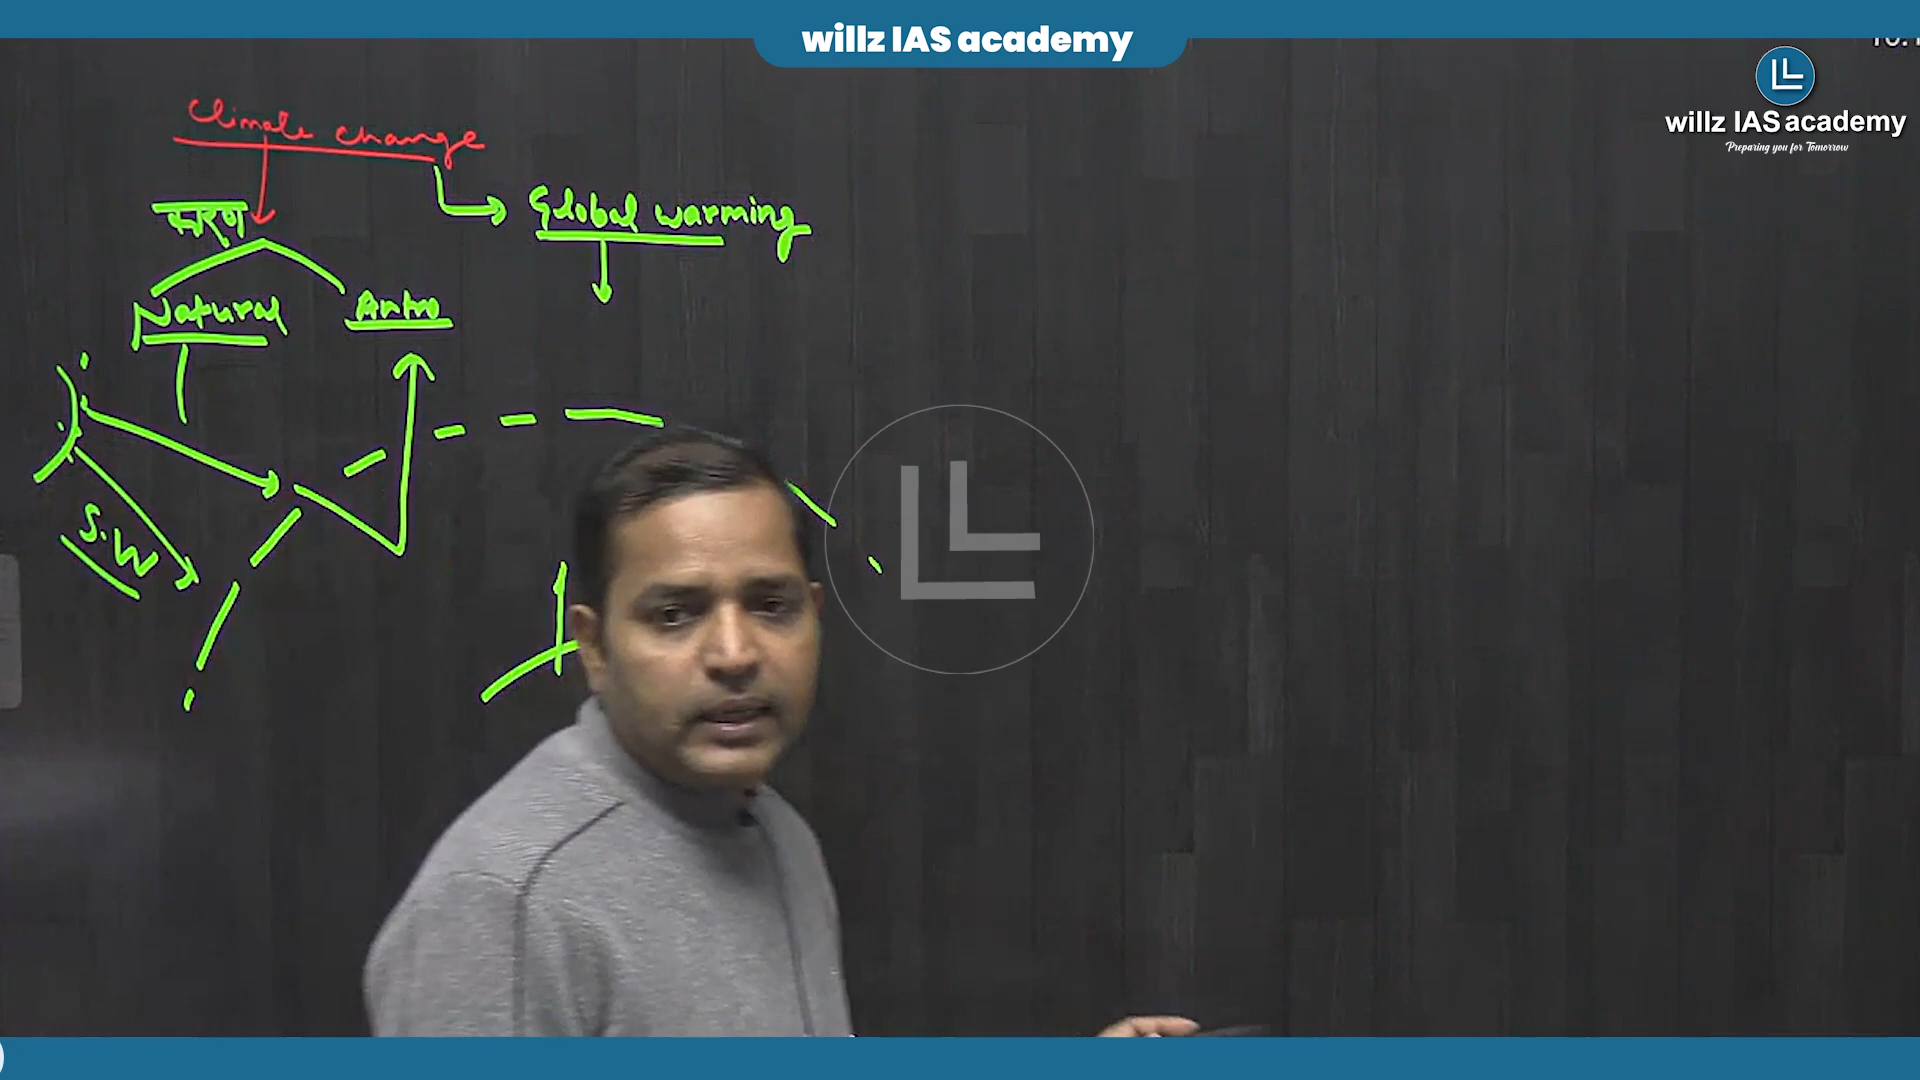 willz IAS academy
willz IAS academy
Preparing you for Tomorrow
Climate change
कारण
Global warming
Natural
Antro
S.W